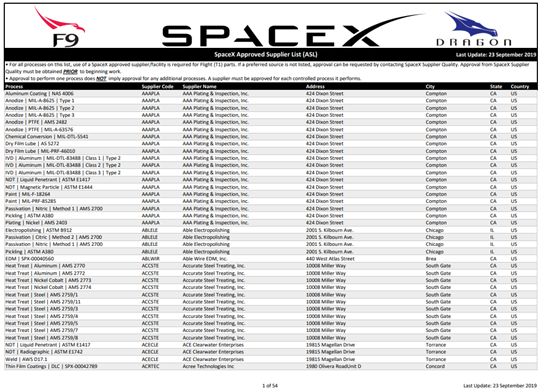 F9
SPACEX
DRAGON
SpaceX Approved Supplier List (ASL)
Last Update: 23 September 2019
• For all processes on this list, use of a SpaceX approved supplier/facility is required for Flight (T1) parts. If a preferred source is not listed, approval can be requested by contacting SpaceX Supplier Quality. Approval from SpaceX Supplier
Quality must be obtained PRIOR to beginning work.
• Approval to perform one process does NOT imply approval for any additional processes. A supplier must be approved for each controlled process it performs.
Process Supplier Code Supplier Name Address City State Country
Aluminum Coating | NAS 4006 AAAPLA AAA Plating & Inspection, Inc. 424 Dixon Street Compton CA US
Anodize | MIL-A-8625 | Type 1 AAAPLA AAA Plating & Inspection, Inc. 424 Dixon Street Compton CA US
Anodize | MIL-A-8625 | Type 2 AAAPLA AAA Plating & Inspection, Inc. 424 Dixon Street Compton CA US
Anodize | MIL-A-8625 | Type 3 AAAPLA AAA Plating & Inspection, Inc. 424 Dixon Street Compton CA US
Anodize | PTFE | AMS 2482 AAAPLA AAA Plating & Inspection, Inc. 424 Dixon Street Compton CA US
Anodize | PTFE | MIL-A-63576 AAAPLA AAA Plating & Inspection, Inc. 424 Dixon Street Compton CA US
Chemical Conversion | MIL-DTL-5541 AAAPLA AAA Plating & Inspection, Inc. 424 Dixon Street Compton CA US
Dry Film Lube | AS 5272 AAAPLA AAA Plating & Inspection, Inc. 424 Dixon Street Compton CA US
Dry Film Lube | MIL-PRF-46010 AAAPLA AAA Plating & Inspection, Inc. 424 Dixon Street Compton CA US
IVD | Aluminum | MIL-DTL-83488 | Class 1 | Type 2 AAAPLA AAA Plating & Inspection, Inc. 424 Dixon Street Compton CA US
IVD | Aluminum | MIL-DTL-83488 | Class 2 | Type 2 AAAPLA AAA Plating & Inspection, Inc. 424 Dixon Street Compton CA US
IVD | Aluminum | MIL-DTL-83488 | Class 3 | Type 2 AAAPLA AAA Plating & Inspection, Inc. 424 Dixon Street Compton CA US
NDT | Liquid Penetrant | ASTM E1417 AAAPLA AAA Plating & Inspection, Inc. 424 Dixon Street Compton CA US
NDT | Magnetic Particle | ASTM E1444 AAAPLA AAA Plating & Inspection, Inc. 424 Dixon Street Compton CA US
Paint | MIL-F-18264 AAAPLA AAA Plating & Inspection, Inc. 424 Dixon Street Compton CA US
Paint | MIL-PRF-85285 AAAPLA AAA Plating & Inspection, Inc. 424 Dixon Street Compton CA US
Passivation | Nitric | Method 1 | AMS 2700 AAAPLA AAA Plating & Inspection, Inc. 424 Dixon Street Compton CA US
Pickling | ASTM A380 AAAPLA AAA Plating & Inspection, Inc. 424 Dixon Street Compton CA US
Plating | Nickel | AMS 2403 AAAPLA AAA Plating & Inspection, Inc. 424 Dixon Street Compton CA US
Electropolishing | ASTM B912 ABLELE Able Electropolishing 2001 S. Kilbourn Ave. Chicago IL US
Passivation | Citric | Method 2 | AMS 2700 ABLELE Able Electropolishing 2001 S. Kilbourn Ave. Chicago IL US
Passivation | Nitric | Method 1 | AMS 2700 ABLELE Able Electropolishing 2001 S. Kilbourn Ave. Chicago IL US
Pickling | ASTM A380 ABLELE Able Electropolishing 2001 S. Kilbourn Ave. Chicago IL US
EDM | SPX-00040560 ABLWIR Able Wire EDM, Inc. 440 West Atlas Street Brea CA US
Heat Treat | Aluminum | AMS 2770 ACCSTE Accurate Steel Treating, Inc. 10008 Miller Way South Gate CA US
Heat Treat | Aluminum | AMS 2772 ACCSTE Accurate Steel Treating, Inc. 10008 Miller Way South Gate CA US
Heat Treat | Nickel Cobalt | AMS 2773 ACCSTE Accurate Steel Treating, Inc. 10008 Miller Way South Gate CA US
Heat Treat | Nickel Cobalt | AMS 2774 ACCSTE Accurate Steel Treating, Inc. 10008 Miller Way South Gate CA US
Heat Treat | Steel | AMS 2759/1 ACCSTE Accurate Steel Treating, Inc. 10008 Miller Way South Gate CA US
Heat Treat | Steel | AMS 2759/11 ACCSTE Accurate Steel Treating, Inc. 10008 Miller Way South Gate CA US
Heat Treat | Steel | AMS 2759/3 ACCSTE Accurate Steel Treating, Inc. 10008 Miller Way South Gate CA US
Heat Treat | Steel | AMS 2759/4 ACCSTE Accurate Steel Treating, Inc. 10008 Miller Way South Gate CA US
Heat Treat | Steel | AMS 2759/5 ACCSTE Accurate Steel Treating, Inc. 10008 Miller Way South Gate CA US
Heat Treat | Steel | AMS 2759/7 ACCSTE Accurate Steel Treating, Inc. 10008 Miller Way South Gate CA US
Heat Treat | Steel | AMS 2759/8 ACCSTE Accurate Steel Treating, Inc. 10008 Miller Way South Gate CA US
NDT | Liquid Penetrant | ASTM E1417 ACECLE ACE Clearwater Enterprises 19815 Magellan Drive Torrance CA US
NDT | Radiographic | ASTM E1742 ACECLE ACE Clearwater Enterprises 19815 Magellan Drive Torrance CA US
Weld | AWS D17.1 ACECLE ACE Clearwater Enterprises 19815 Magellan Drive Torrance CA US
Thin Film Coatings | DLC | SPX-00042789 ACRTEC Acree Technologies Inc 1980 Olivera Road Unit D Concord CA US
1 of 54
Last Update: 23 September 2019